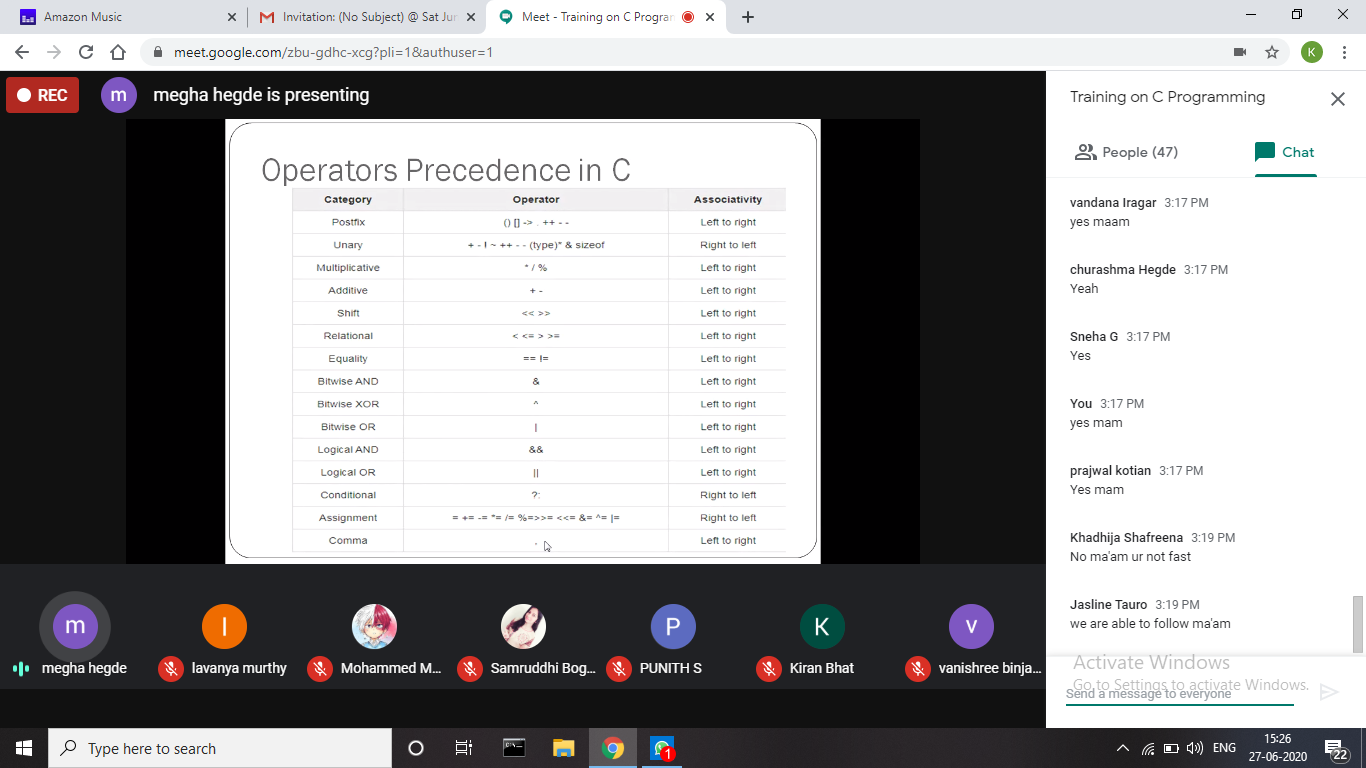 Amazon Music
Invitation: (No Subject) @ Sat Jun
Meet - Training on C Program
meet.google.com/zbu-gdhc-xcg?pli=1&authuser=1
K
REC
m
megha hegde is presenting
Operators Precedence in C
Category Operator Associativity
Postfix () [] -> . ++ - - Left to right
Unary + - ! ~ ++ - - (type)* & sizeof Right to left
Multiplicative * / % Left to right
Additive + - Left to right
Shift << >> Left to right
Relational < <= > >= Left to right
Equality == != Left to right
Bitwise AND & Left to right
Bitwise XOR ^ Left to right
Bitwise OR | Left to right
Logical AND && Left to right
Logical OR || Left to right
Conditional ?: Right to left
Assignment = += -= *= /= %=>>= <<= &= ^= |= Right to left
Comma , Left to right
m l P K v
megha hegde lavanya murthy Mohammed M... Samruddhi Bog... PUNITH S Kiran Bhat vanishree binja...
Training on C Programming
People (47) Chat
vandana Iragar 3:17 PM
yes maam
churashma Hegde 3:17 PM
Yeah
Sneha G 3:17 PM
Yes
You 3:17 PM
yes mam
prajwal kotian 3:17 PM
Yes mam
Khadhija Shafreena 3:19 PM
No ma'am ur not fast
Jasline Tauro 3:19 PM
we are able to follow ma'am
Activate Windows
Go to Settings to activate Windows.
Send a message to everyone
Type here to search
1
ENG
15:26
27-06-2020
22